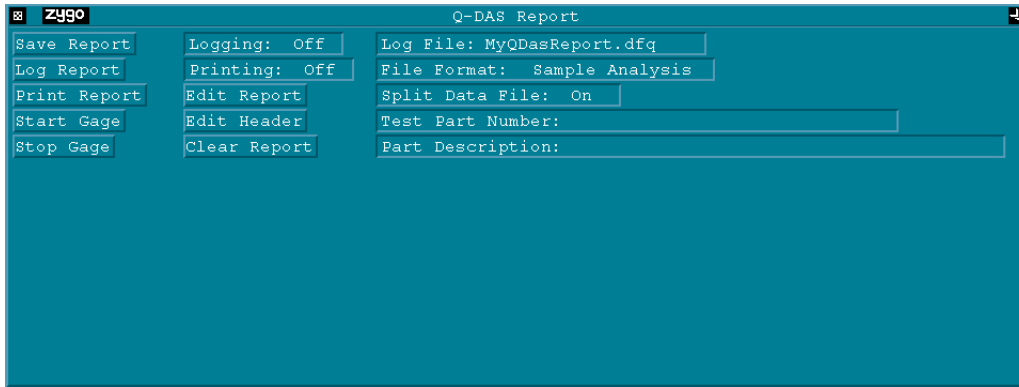 zygo Q-DAS Report
Save Report Logging: Off Log File: MyQDasReport.dfq
Log Report Printing: Off File Format: Sample Analysis
Print Report Edit Report Split Data File: On
Start Gage Edit Header Test Part Number:
Stop Gage Clear Report Part Description: